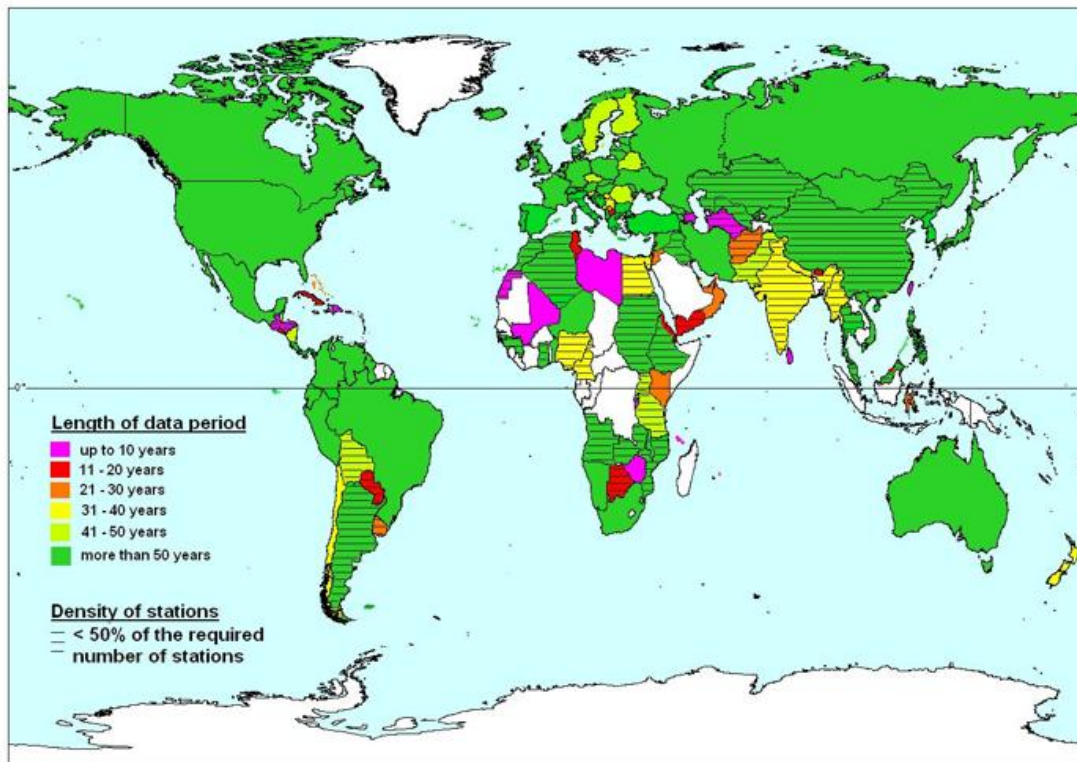 0°
Length of data period
up to 10 years
11 - 20 years
21 - 30 years
31 - 40 years
41 - 50 years
more than 50 years
Density of stations
< 50% of the required
number of stations